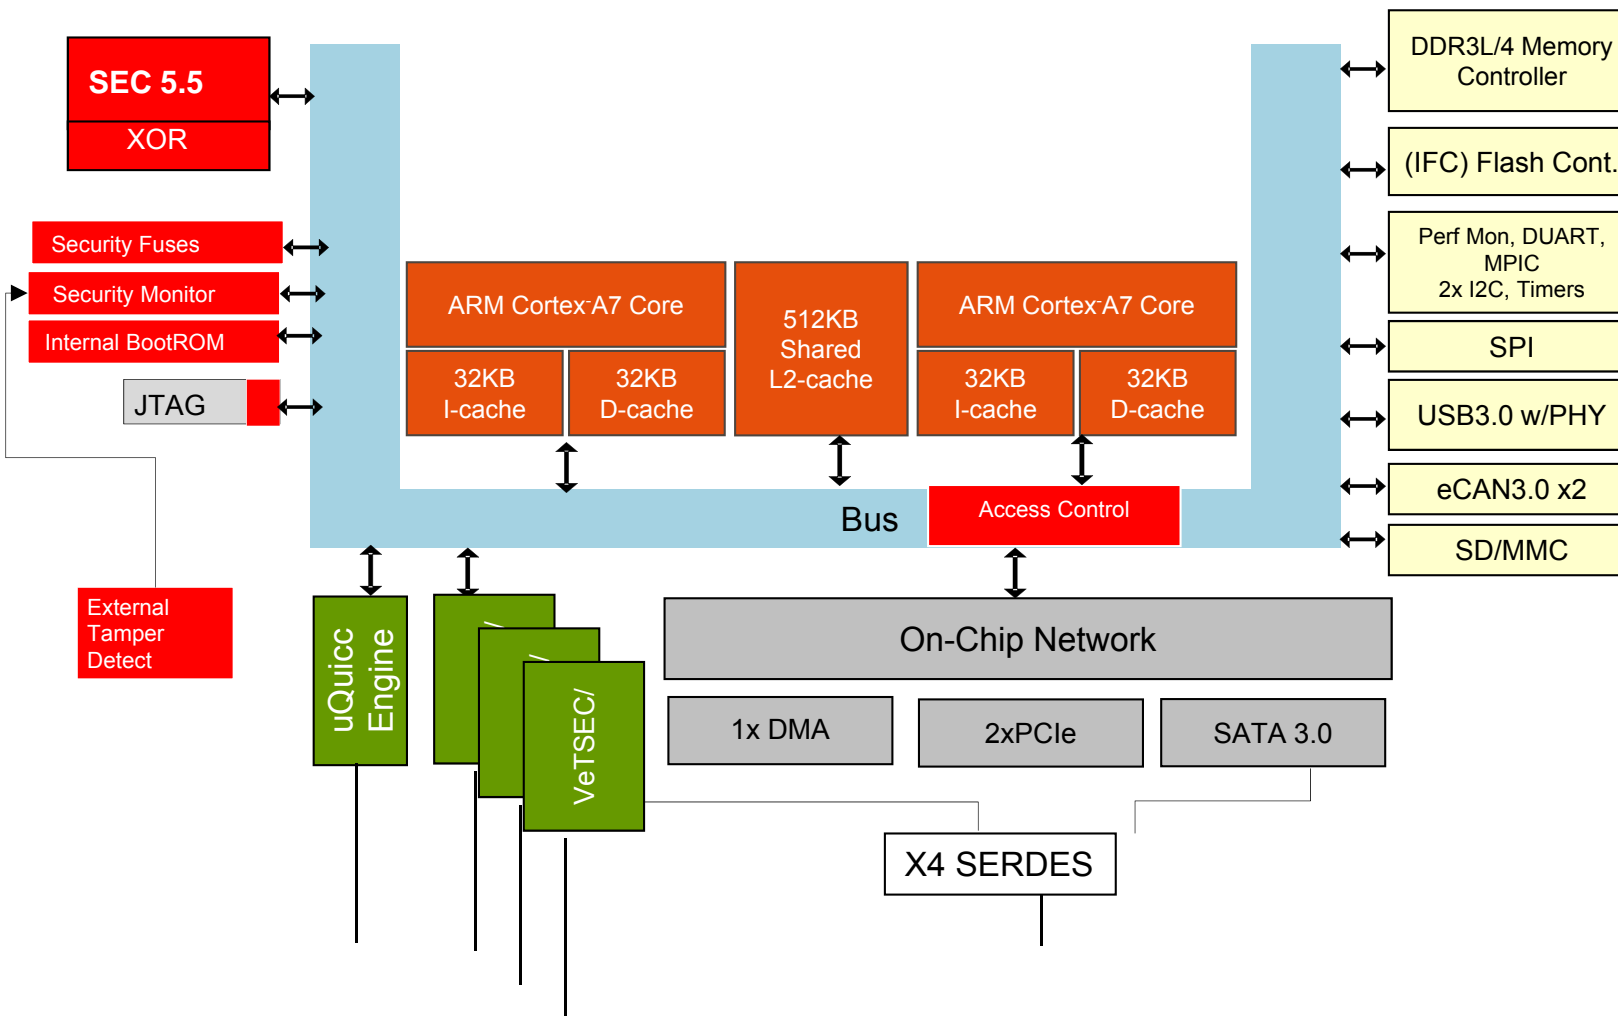 SEC 5.5
XOR
Security Fuses
Security Monitor
Internal BootROM
JTAG
External
Tamper
Detect
ARM Cortex-A7 Core
32KB
I-cache
32KB
D-cache
512KB
Shared
L2-cache
ARM Cortex-A7 Core
32KB
I-cache
32KB
D-cache
Bus
Access Control
DDR3L/4 Memory
Controller
(IFC) Flash Cont.
Perf Mon, DUART,
MPIC
2x I2C, Timers
SPI
USB3.0 w/PHY
eCAN3.0 x2
SD/MMC
uQuicc
Engine
/
/
VeTSEC/
On-Chip Network
1x DMA
2xPCIe
SATA 3.0
X4 SERDES